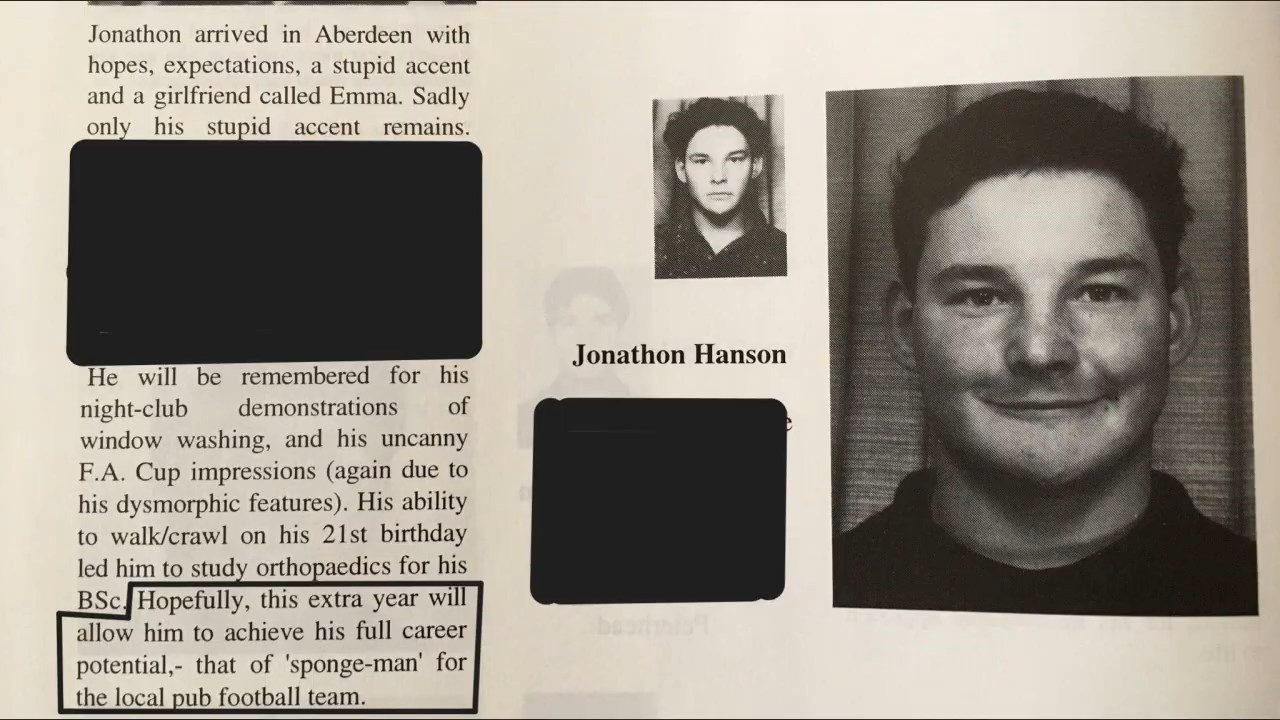 Jonathon arrived in Aberdeen with
hopes, expectations, a stupid accent
and a girlfriend called Emma. Sadly
only his stupid accent remains.
He will be remembered for his
night-club demonstrations of
window washing, and his uncanny
F.A. Cup impressions (again due to
his dysmorphic features). His ability
to walk/crawl on his 21st birthday
led him to study orthopaedics for his
BSc. Hopefully, this extra year will
allow him to achieve his full career
potential,- that of 'sponge-man' for
the local pub football team.
Jonathon Hanson
Peterhead